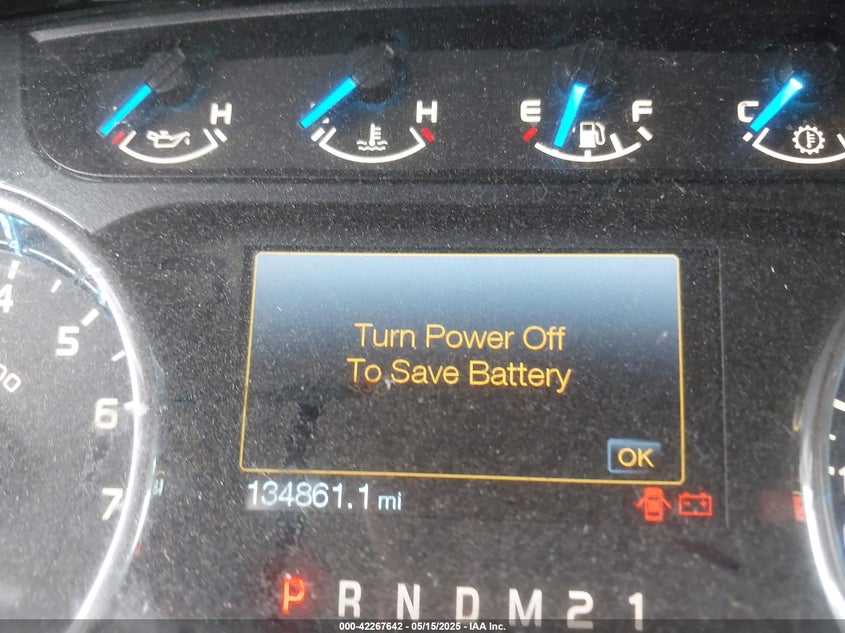 H H E F C
4
5
00
6
7
Turn Power Off
To Save Battery
OK
134861.1 mi
P R N D M 2 1
000-42267642 - 05/15/2025 - IAA Inc.